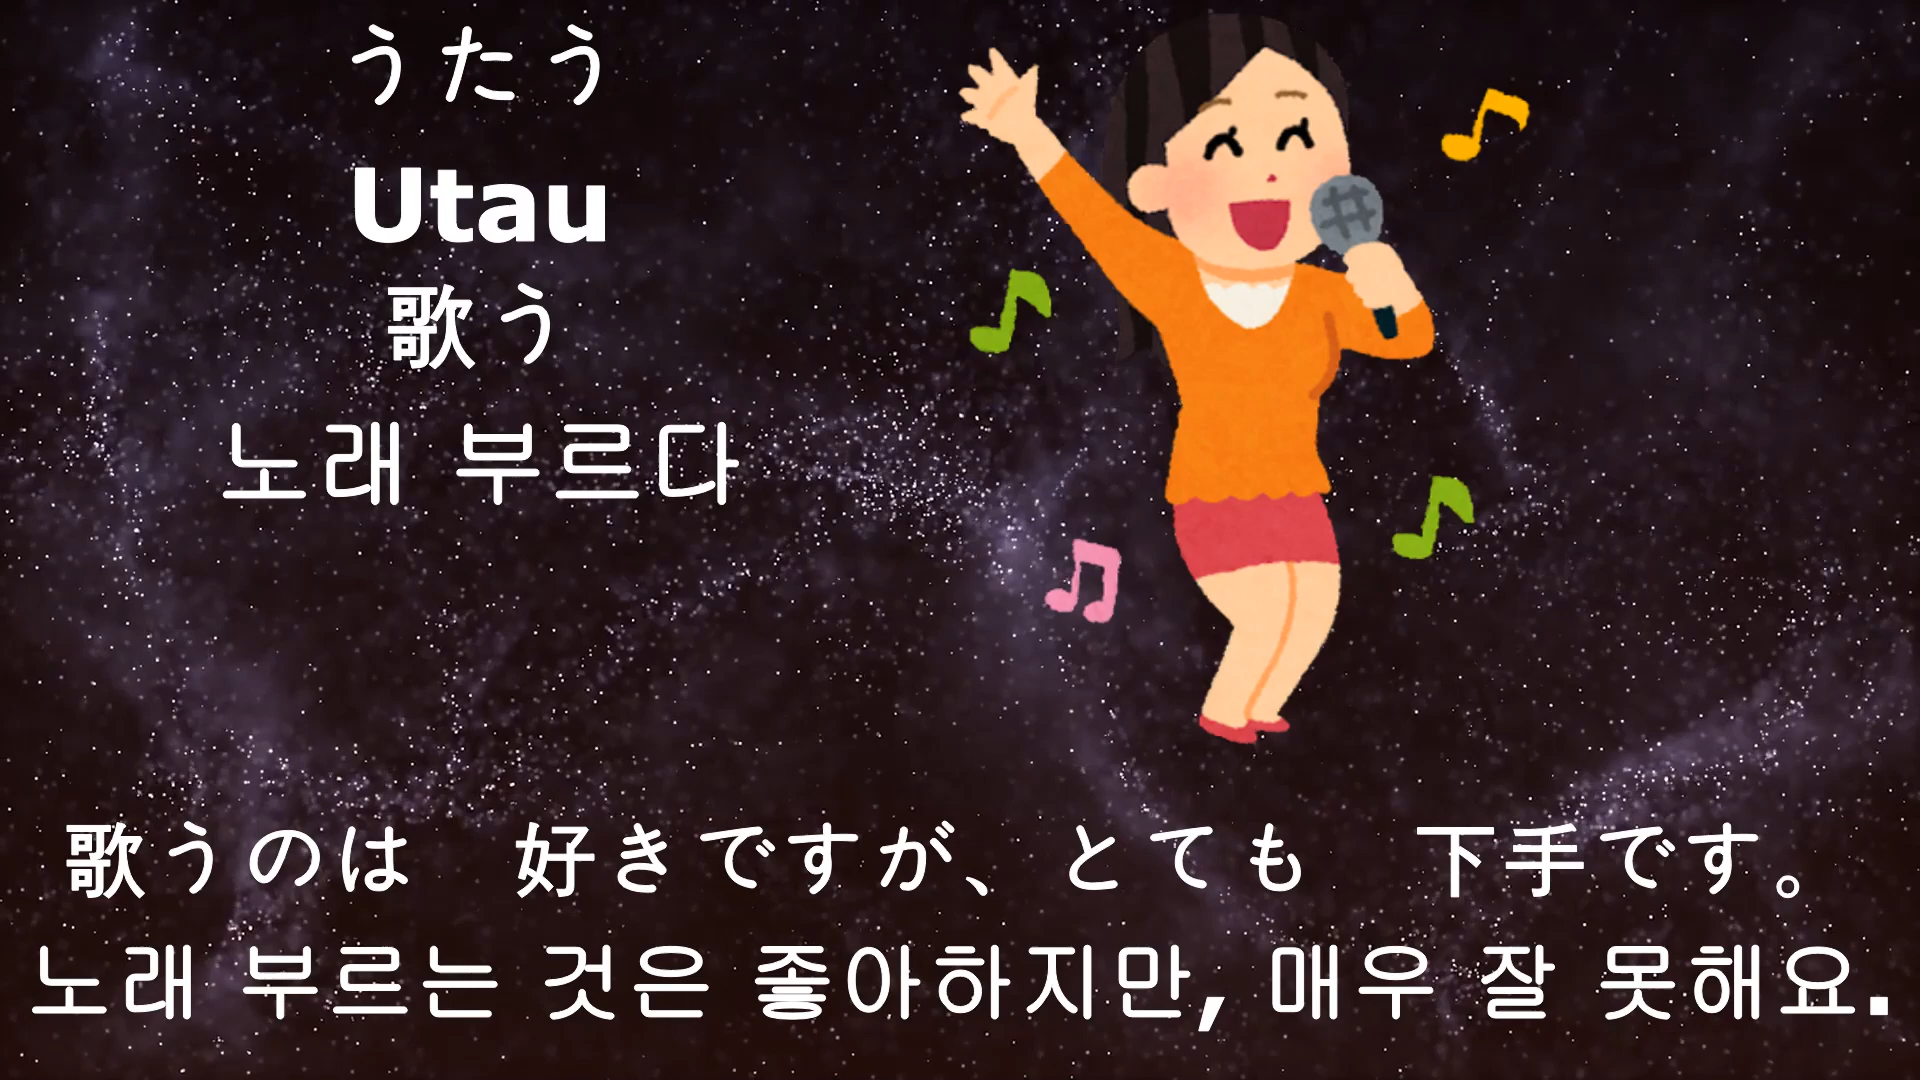 うたう
Utau
歌う
노래 부르다
歌うのは　好きですが、とても　下手です。
노래 부르는 것은 좋아하지만, 매우 잘 못해요.